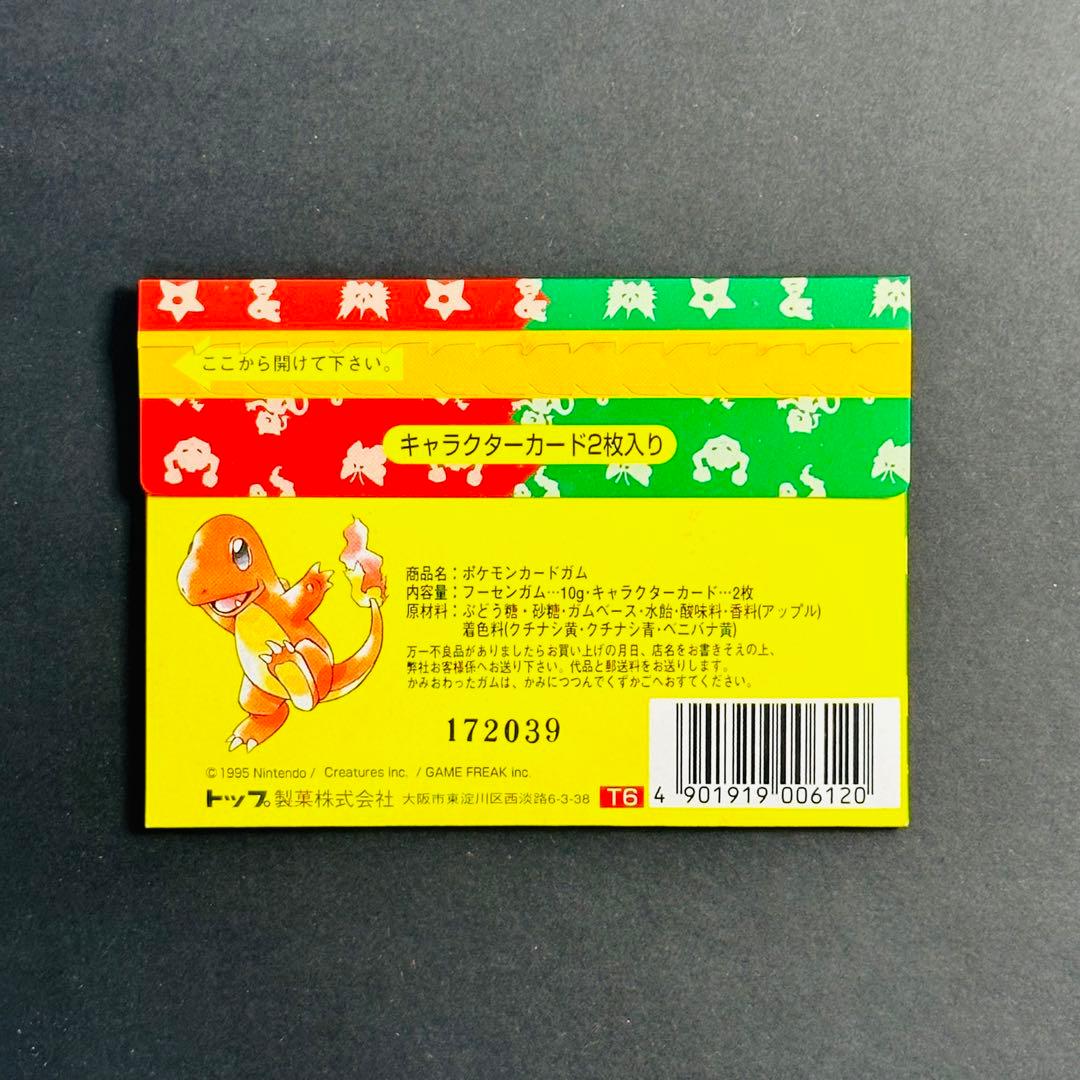 ここから開けて下さい。
キャラクターカード2枚入り
商品名：ポケモンカードガム
内容量：フーセンガム…10g・キャラクターカード…2枚
原材料：ぶどう糖・砂糖・ガムベース・水飴・酸味料・香料(アップル)
着色料(クチナシ黄・クチナシ青・ベニバナ黄)
万一不良品がありましたらお買い上げの月日、店名をお書きそえの上、
弊社お客様係へお送り下さい。代品と郵送料をお送りします。
かみおわったガムは、かみにつつんでくずかごへおすてください。
172039
©1995 Nintendo / Creatures inc. / GAME FREAK inc.
トップ製菓株式会社 大阪市東淀川区西淡路6-3-38 T6
4 901919 006120